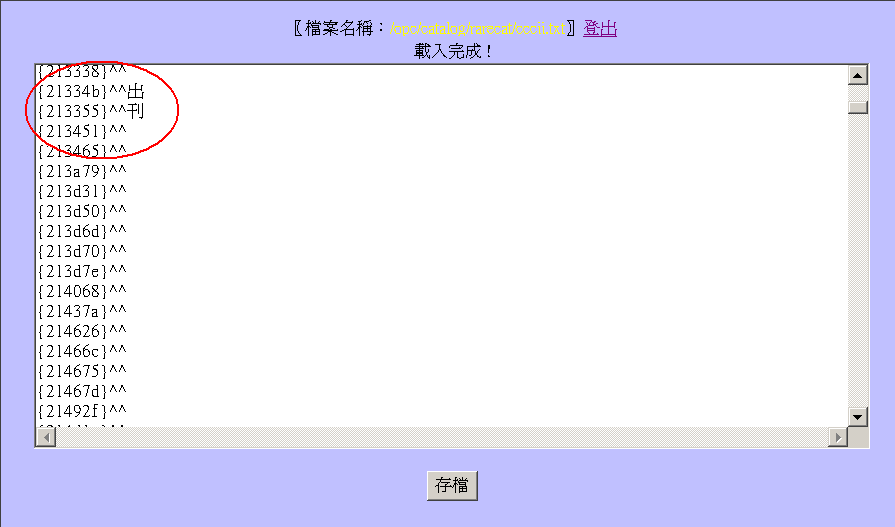 〖檔案名稱：/opc/catalog/rarecat/cccii.txt〗登出
載入完成！
{213338}^^
{21334b}^^出
{213355}^^刊
{213451}^^
{213465}^^
{213a79}^^
{213d31}^^
{213d50}^^
{213d6d}^^
{213d70}^^
{213d7e}^^
{214068}^^
{21437a}^^
{214626}^^
{21466c}^^
{214675}^^
{21467d}^^
{21492f}^^
存檔